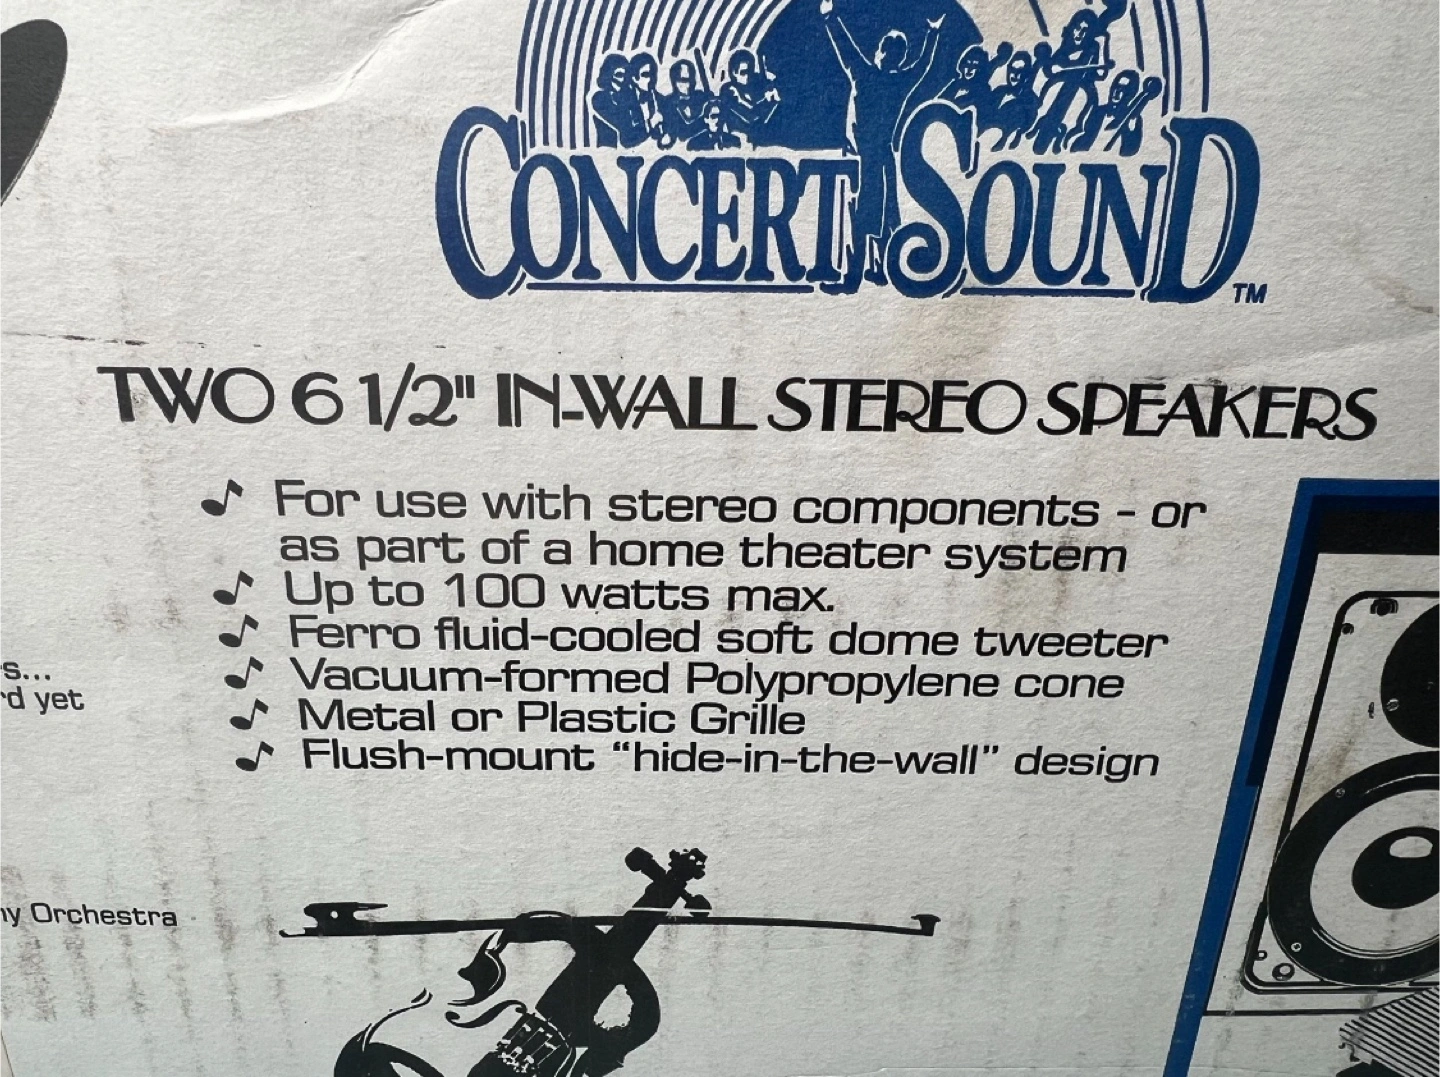 CONCERT SOUND TM
TWO 6 1/2" IN-WALL STEREO SPEAKERS
For use with stereo components - or
as part of a home theater system
Up to 100 watts max.
Ferro fluid-cooled soft dome tweeter
Vacuum-formed Polypropylene cone
Metal or Plastic Grille
Flush-mount “hide-in-the-wall” design
s...
d yet
ny Orchestra